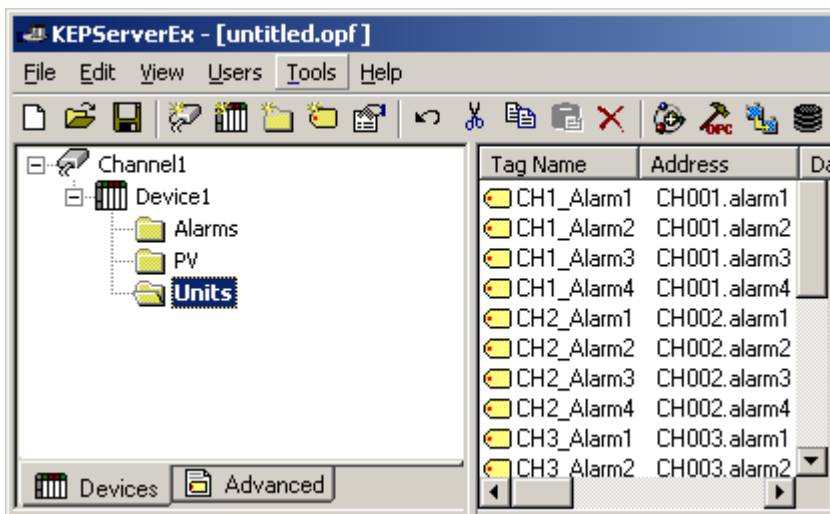 KEPServerEx - [untitled.opf ]
File Edit View Users Tools Help
OPC
Channel1
Device1
Alarms
PV
Units
Devices Advanced
Tag Name Address
CH1_Alarm1 CH001.alarm1
CH1_Alarm2 CH001.alarm2
CH1_Alarm3 CH001.alarm3
CH1_Alarm4 CH001.alarm4
CH2_Alarm1 CH002.alarm1
CH2_Alarm2 CH002.alarm2
CH2_Alarm3 CH002.alarm3
CH2_Alarm4 CH002.alarm4
CH3_Alarm1 CH003.alarm1
CH3_Alarm2 CH003.alarm2